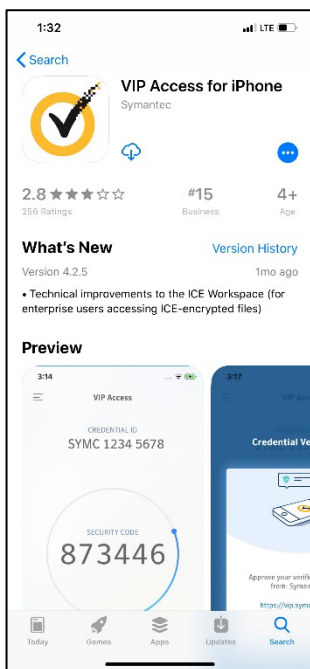 1:32 LTE
Search
VIP Access for iPhone
Symantec
2.8 #15 4+
256 Ratings Business Age
What's New Version History
Version 4.2.5 1mo ago
• Technical improvements to the ICE Workspace (for
enterprise users accessing ICE-encrypted files)
Preview
3:14
VIP Access
CREDENTIAL ID
SYMC 1234 5678
SECURITY CODE
873446
3:17
VIP
Credential Ve
Approve your verifi
from: Syman
https://vip.symc
Today Games Apps Updates Search